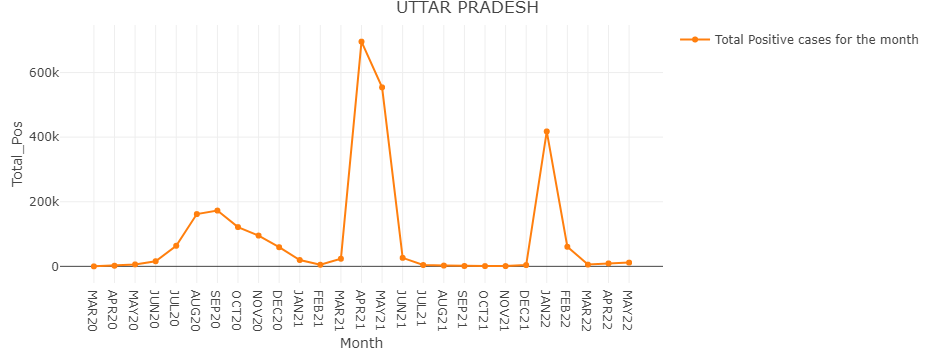 UTTAR PRADESH
Total Positive cases for the month
Total_Pos
600k
400k
200k
0
MAR20
APR20
MAY20
JUN20
JUL20
AUG20
SEP20
OCT20
NOV20
DEC20
JAN21
FEB21
MAR21
APR21
MAY21
JUN21
JUL21
AUG21
SEP21
OCT21
NOV21
DEC21
JAN22
FEB22
MAR22
APR22
MAY22
Month